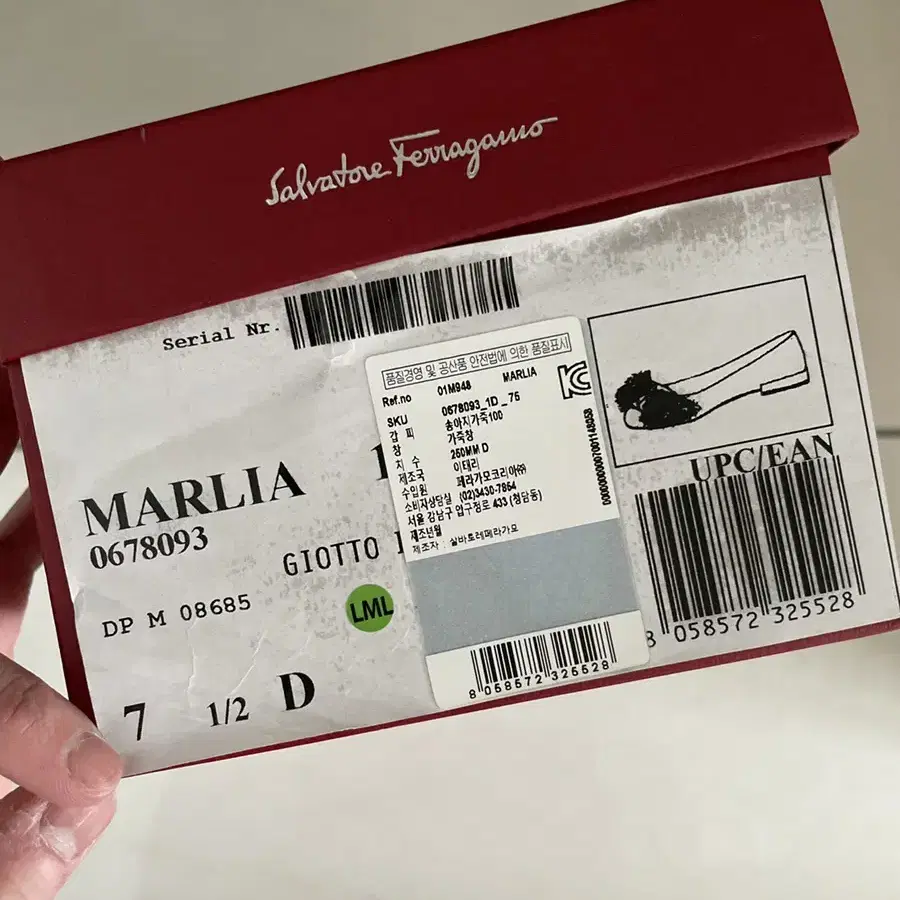 Salvatore Ferragamo
Serial Nr.
품질경영 및 공산품 안전법에 의한 품질표시
Ref.no 01M948 MARLIA
SKU 0678093_1D_75
갑 피 송아지가죽100
창 가죽창
치 수 250MM D
제조국 이태리
수입원 페라가모코리아㈜
소비자상담실 (02)3430-7854
서울 강남구 압구정로 433 (청담동)
제조년월
제조자 : 살바토레페라가모
8 058572 325528
MARLIA 1
0678093
GIOTTO
DP M 08685
LML
7 1/2 D
UPC/EAN
8 058572 325528